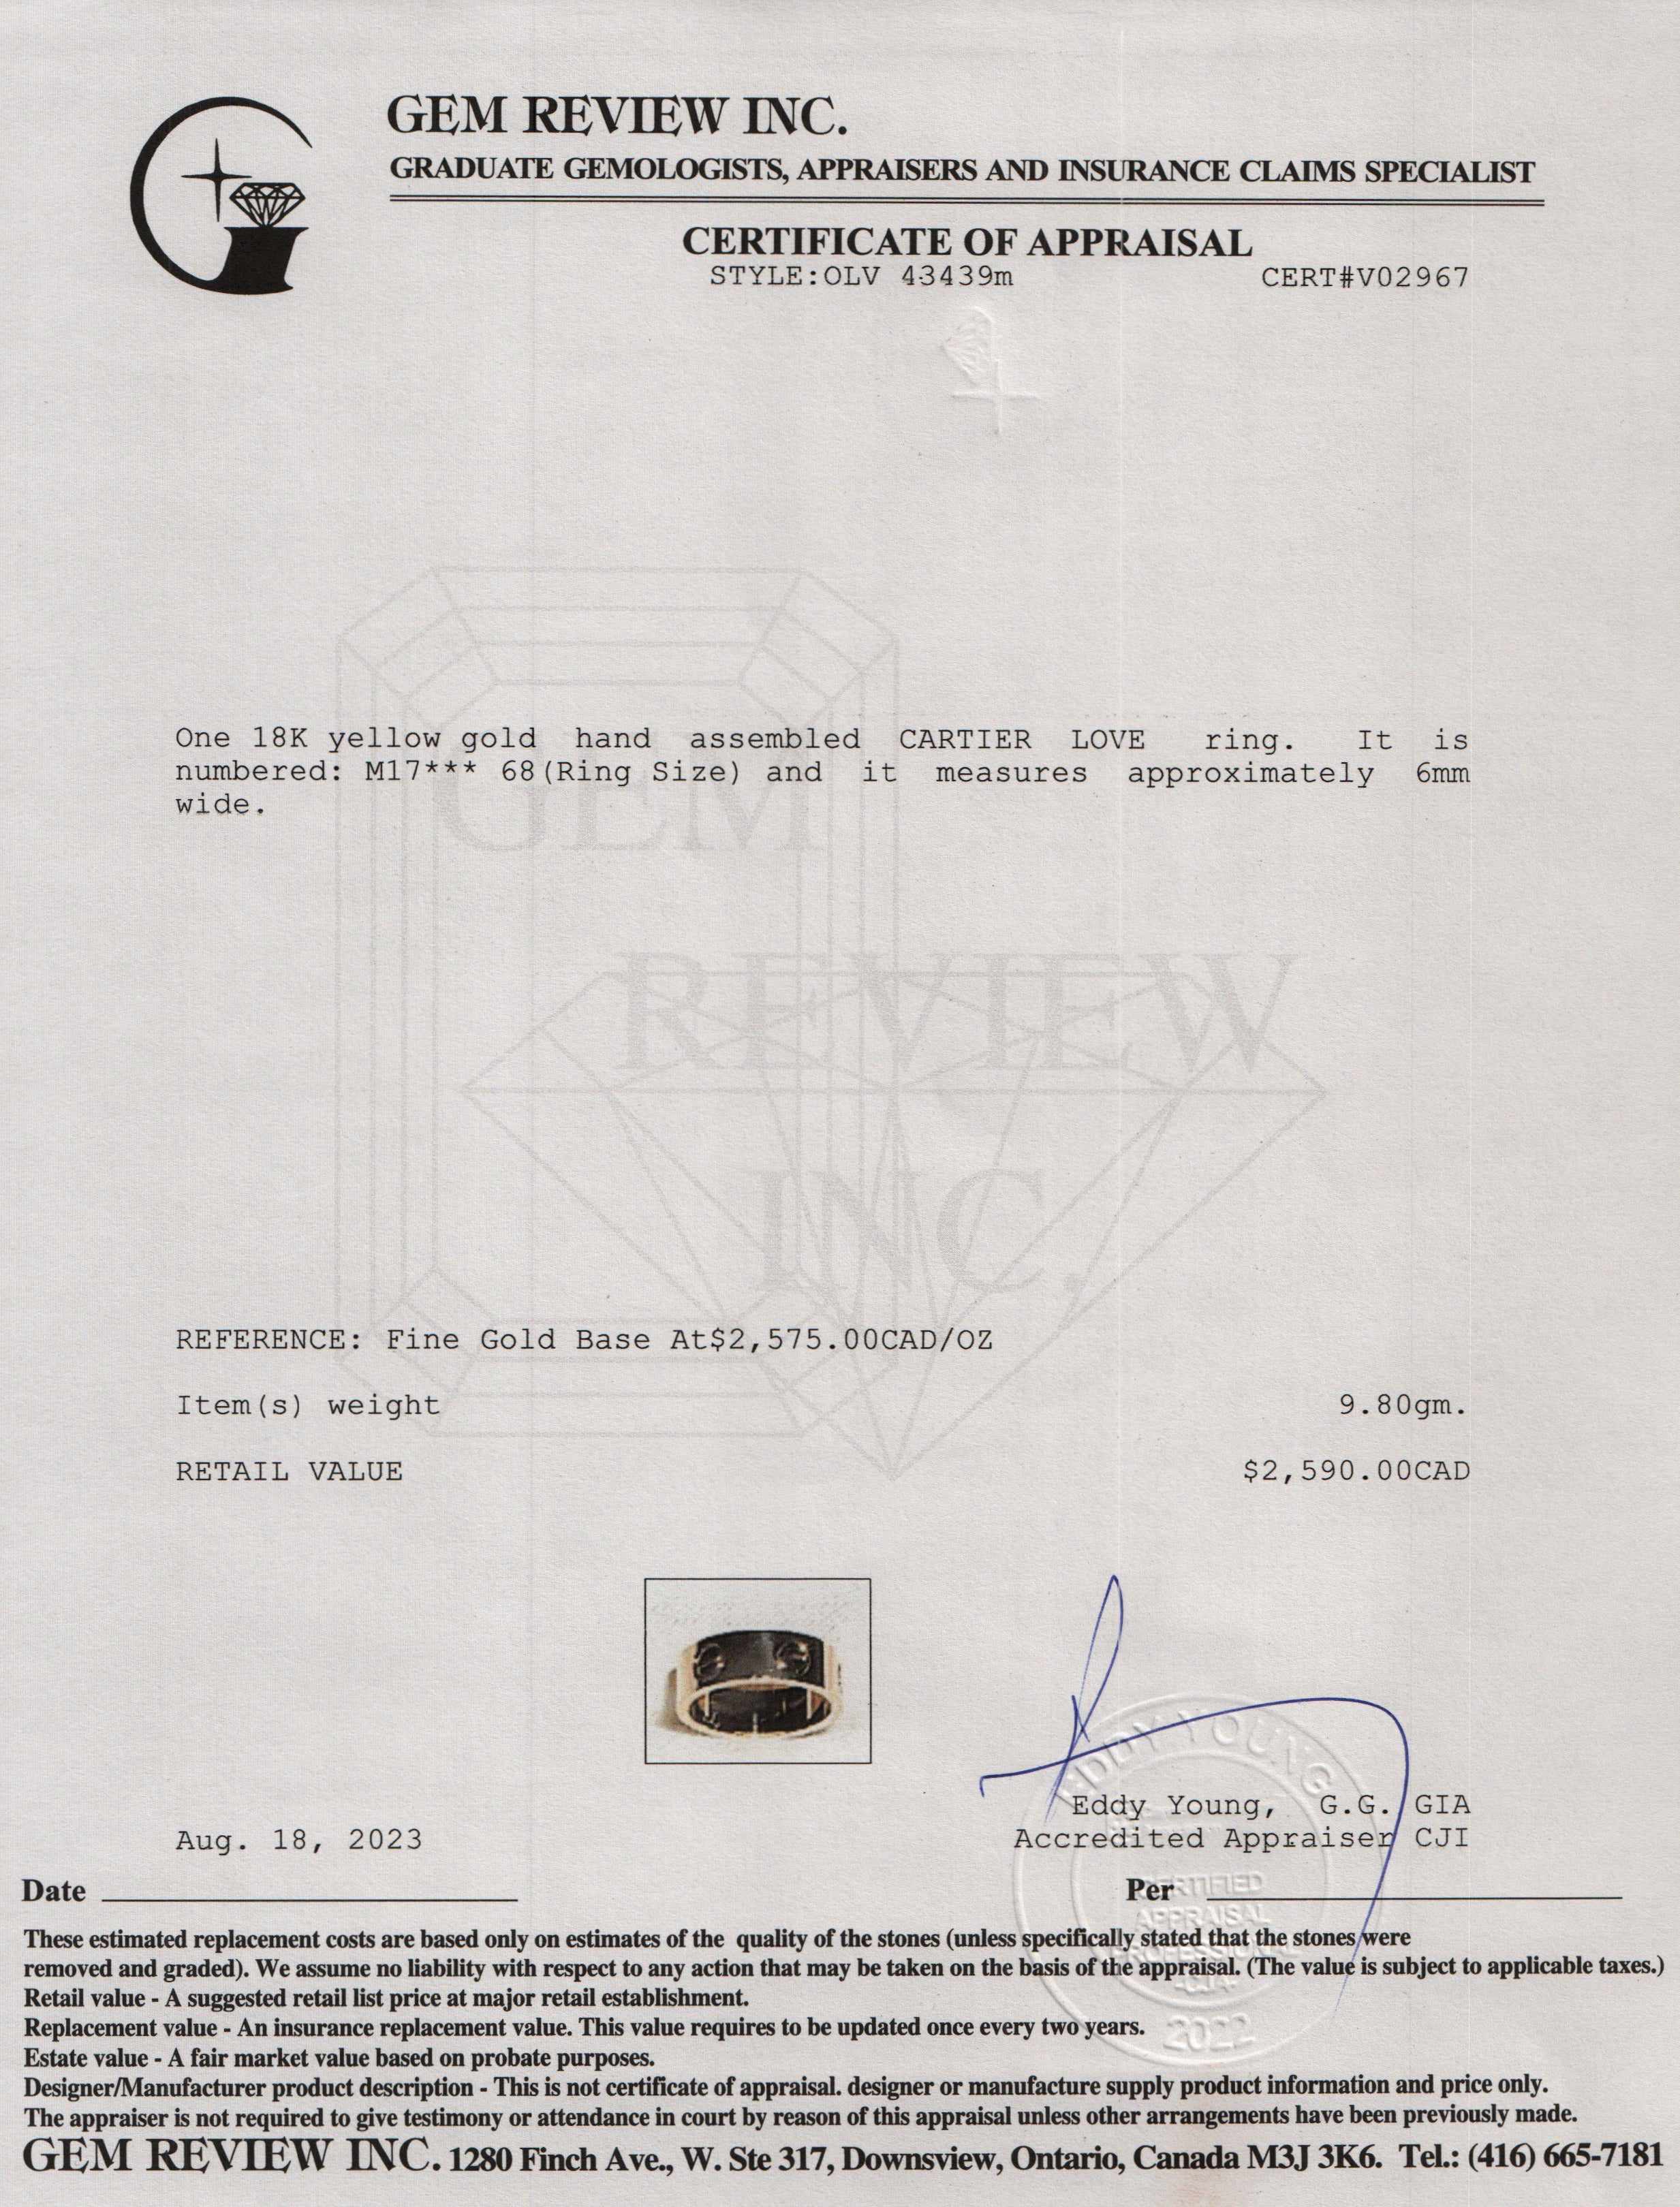 GEM REVIEW INC.
GRADUATE GEMOLOGISTS, APPRAISERS AND INSURANCE CLAIMS SPECIALIST
CERTIFICATE OF APPRAISAL
STYLE:OLV 43439m CERT#V02967
One 18K yellow gold hand assembled CARTIER LOVE ring. It is
numbered: M17*** 68(Ring Size) and it measures approximately 6mm
wide.
GEM
REVIEW
INC.
REFERENCE: Fine Gold Base At$2,575.00CAD/OZ
Item(s) weight 9.80gm.
RETAIL VALUE $2,590.00CAD
EDDY YOUNG
Eddy Young, G.G. GIA
Aug. 18, 2023 Accredited Appraiser CJI
Date Per
CERTIFIED
APPRAISAL
PROFESSIONAL
2022
These estimated replacement costs are based only on estimates of the quality of the stones (unless specifically stated that the stones were
removed and graded). We assume no liability with respect to any action that may be taken on the basis of the appraisal. (The value is subject to applicable taxes.)
Retail value - A suggested retail list price at major retail establishment.
Replacement value - An insurance replacement value. This value requires to be updated once every two years.
Estate value - A fair market value based on probate purposes.
Designer/Manufacturer product description - This is not certificate of appraisal. designer or manufacture supply product information and price only.
The appraiser is not required to give testimony or attendance in court by reason of this appraisal unless other arrangements have been previously made.
GEM REVIEW INC. 1280 Finch Ave., W. Ste 317, Downsview, Ontario, Canada M3J 3K6. Tel.: (416) 665-7181